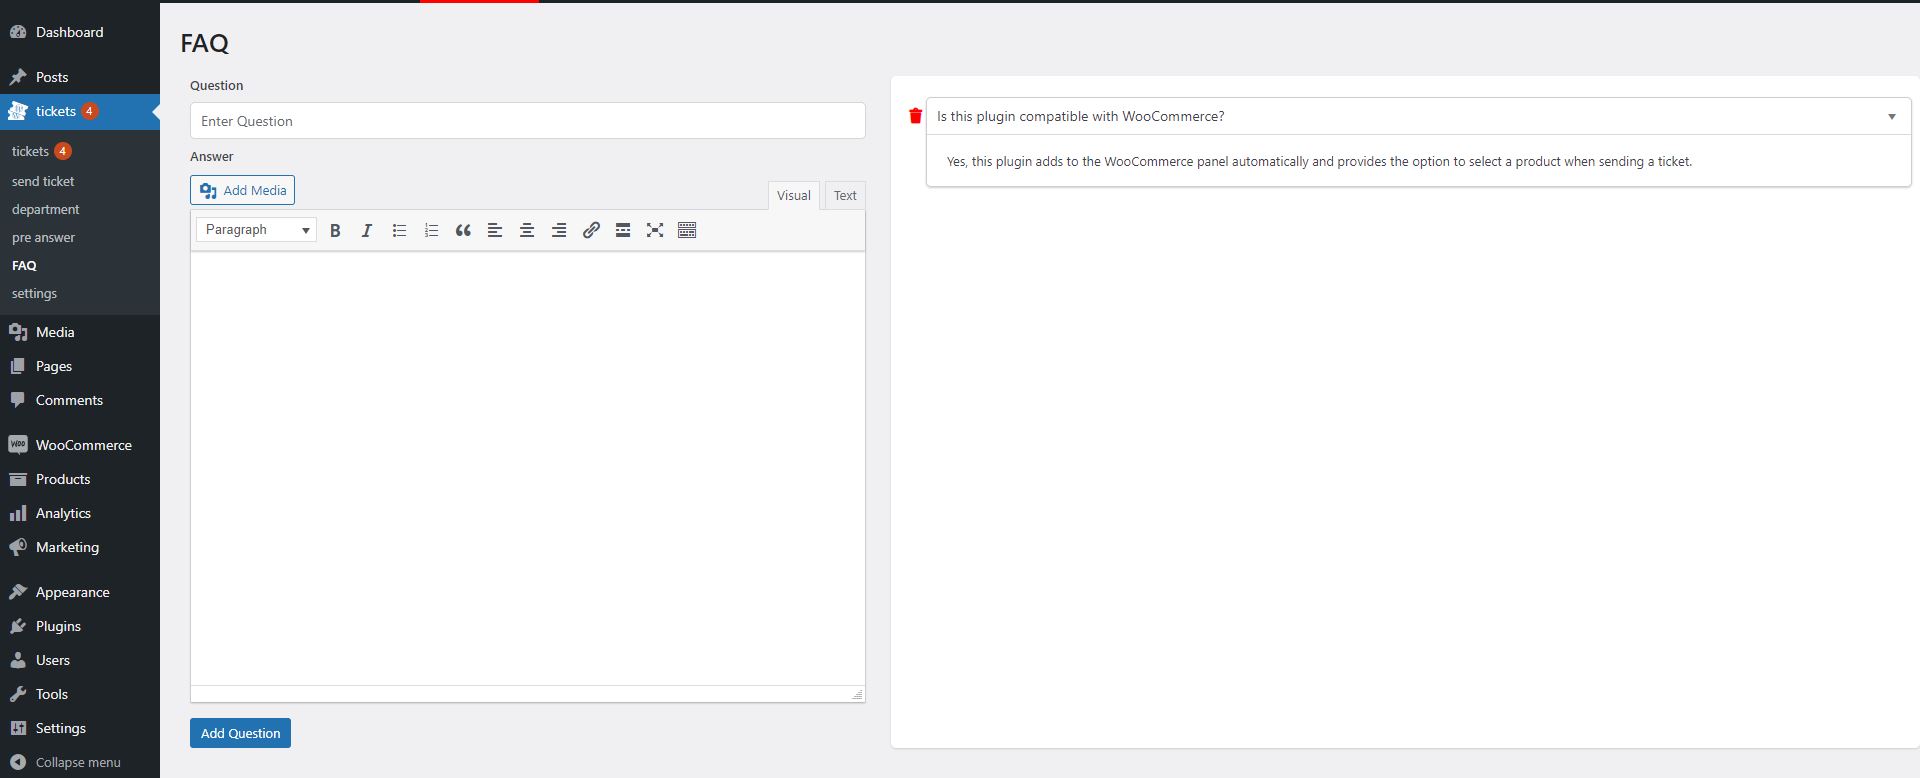 Dashboard
Posts
tickets 4
tickets 4
send ticket
department
pre answer
FAQ
settings
Media
Pages
Comments
WooCommerce
Products
Analytics
Marketing
Appearance
Plugins
Users
Tools
Settings
Collapse menu
FAQ
Question
Enter Question
Answer
Add Media
Visual Text
Paragraph
Add Question
Is this plugin compatible with WooCommerce?
Yes, this plugin adds to the WooCommerce panel automatically and provides the option to select a product when sending a ticket.